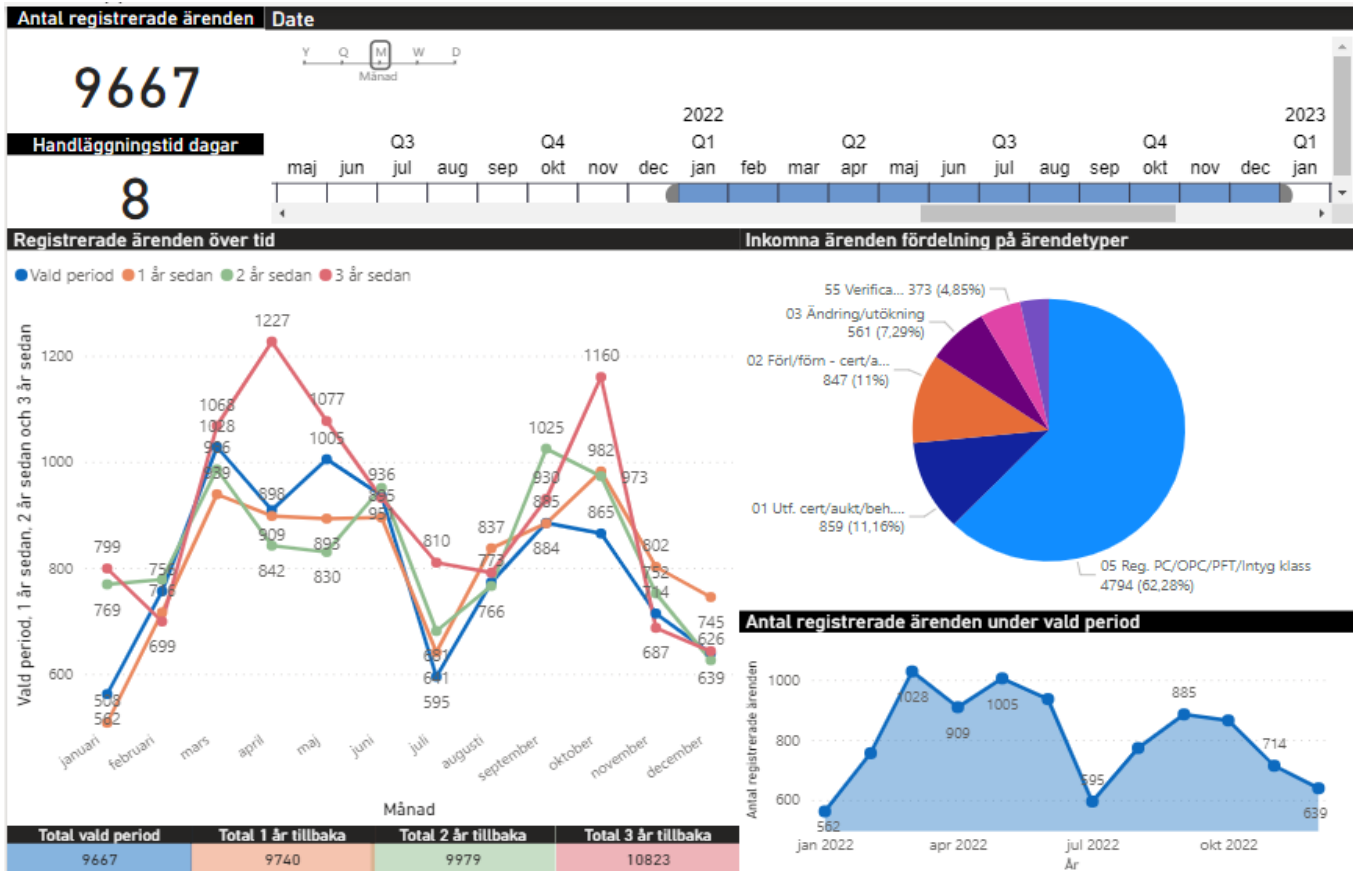 Antal registrerade ärenden
Date
9667
Handläggningstid dagar
8
Y Q M W D
Månad
2022 2023
Q3 Q4 Q1 Q2 Q3 Q4 Q1
maj jun jul aug sep okt nov dec jan feb mar apr maj jun jul aug sep okt nov dec jan
Registrerade ärenden över tid
Vald period 1 år sedan 2 år sedan 3 år sedan
Vald period, 1 år sedan, 2 år sedan och 3 år sedan
1200
1000
800
600
1227
1160
1068
1028
1077
1005
1025
982
973
936
930
939
898
895
885
865
909
893
884
842
830
837
810
799
802
769
773
766
752
745
714
699
687
626
639
595
562
januari februari mars april maj juni juli augusti september oktober november december
Månad
Total vald period Total 1 år tillbaka Total 2 år tillbaka Total 3 år tillbaka
9667 9740 9979 10823
Inkomna ärenden fördelning på ärendetyper
55 Verifica... 373 (4,85%)
03 Ändring/utökning
561 (7,29%)
02 Förl/förn - cert/a...
847 (11%)
01 Utf. cert/aukt/beh....
859 (11,16%)
05 Reg. PC/OPC/PFT/Intyg klass
4794 (62,28%)
Antal registrerade ärenden under vald period
Antal registrerade ärenden
1000
800
600
562
1028
909
1005
595
885
714
639
jan 2022 apr 2022 jul 2022 okt 2022
År